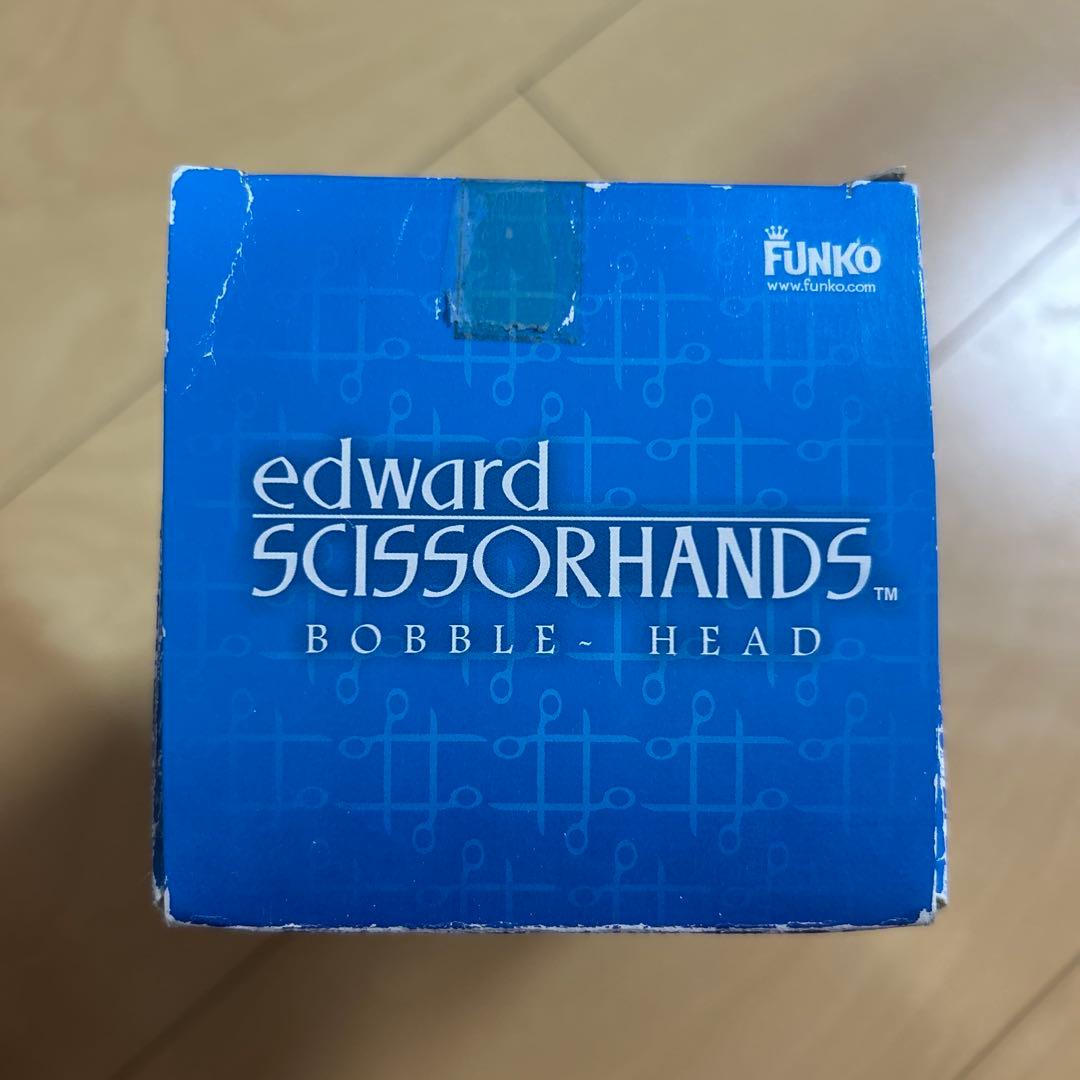 FUNKO
www.funko.com
edward
SCISSORHANDS™
BOBBLE~ HEAD